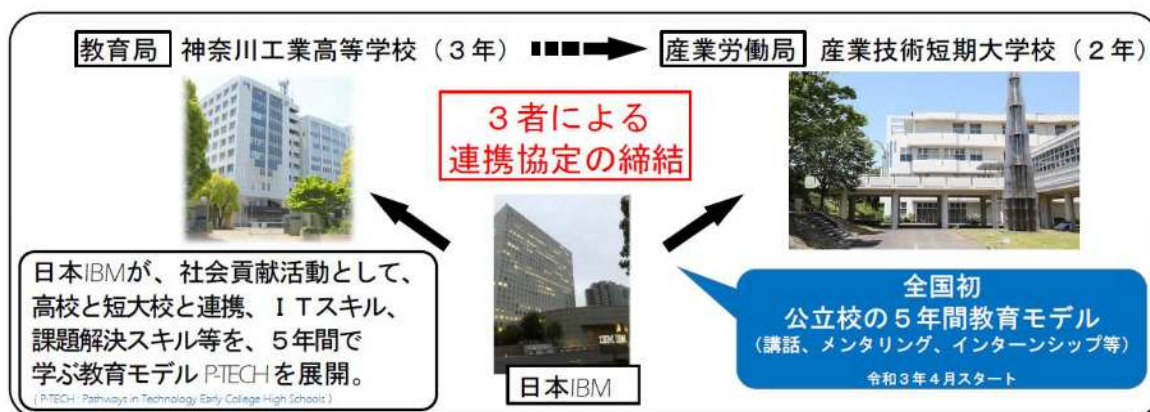 教育局 神奈川工業高等学校（３年） 産業労働局 産業技術短期大学校（２年）
３者による
連携協定の締結
日本IBMが、社会貢献活動として、
高校と短大校と連携、ＩＴスキル、
課題解決スキル等を、５年間で
学ぶ教育モデル P-TECH を展開。
( P-TECH : Pathways in Technology Early College High Schools )
日本IBM
全国初
公立校の５年間教育モデル
（講話、メンタリング、インターンシップ等）
令和３年４月スタート